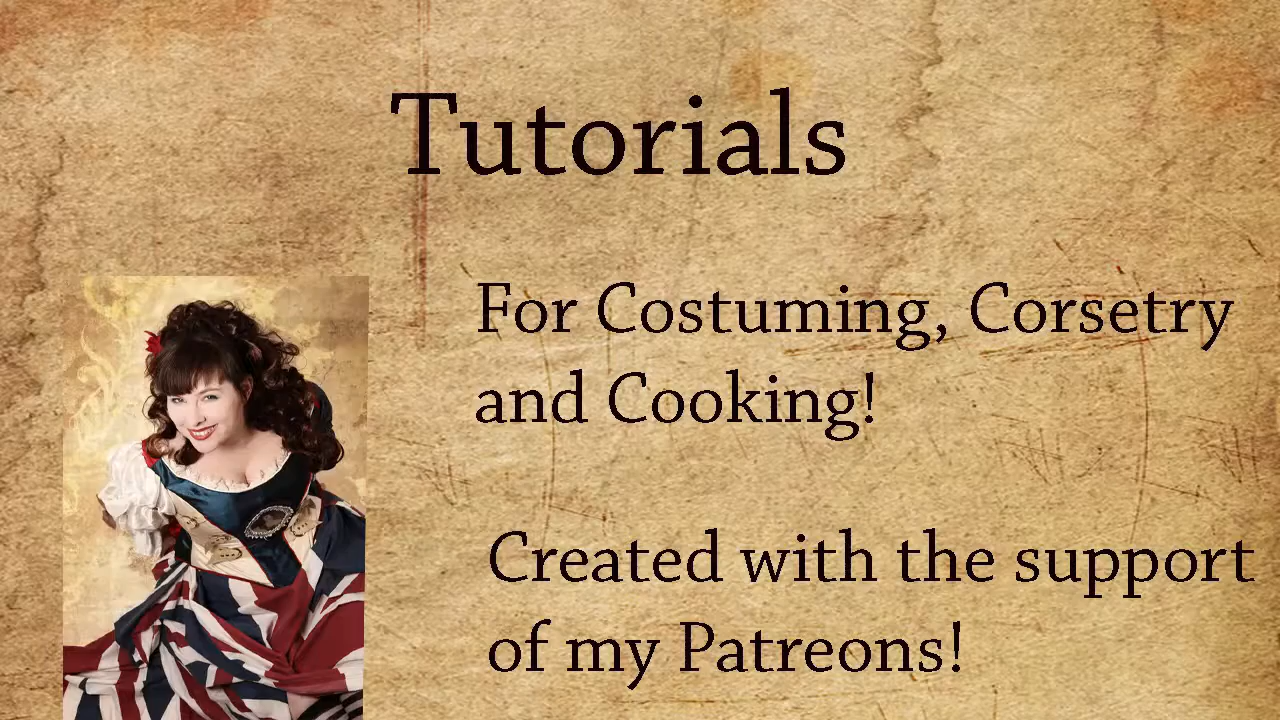 Tutorials
For Costuming, Corsetry
and Cooking!
Created with the support
of my Patreons!